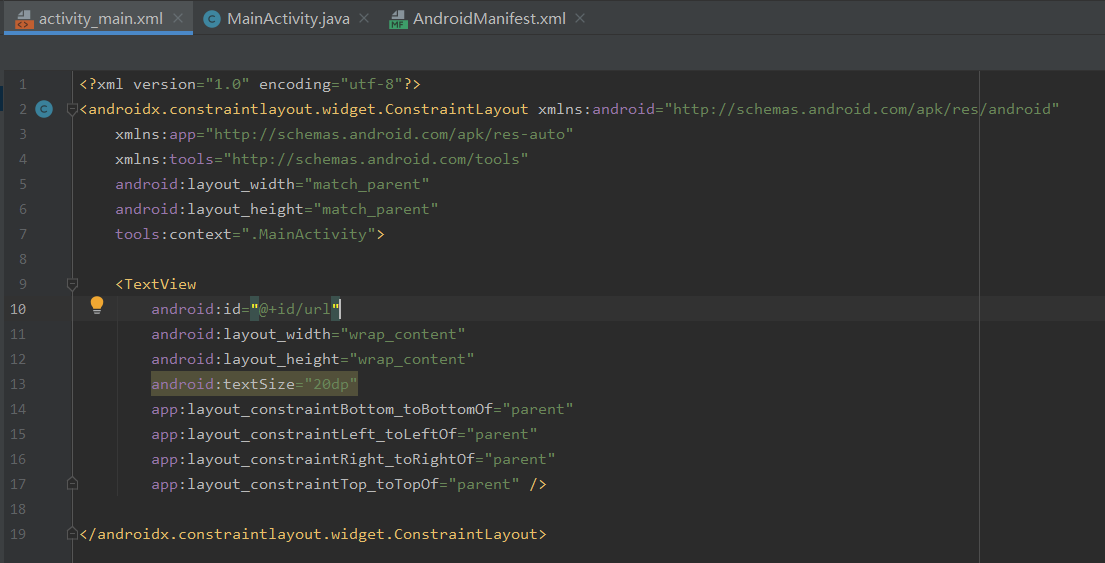 activity_main.xml MainActivity.java AndroidManifest.xml
1 <?xml version="1.0" encoding="utf-8"?>
2 <androidx.constraintlayout.widget.ConstraintLayout xmlns:android="http://schemas.android.com/apk/res/android"
3 xmlns:app="http://schemas.android.com/apk/res-auto"
4 xmlns:tools="http://schemas.android.com/tools"
5 android:layout_width="match_parent"
6 android:layout_height="match_parent"
7 tools:context=".MainActivity">
8
9 <TextView
10 android:id="@+id/url"
11 android:layout_width="wrap_content"
12 android:layout_height="wrap_content"
13 android:textSize="20dp"
14 app:layout_constraintBottom_toBottomOf="parent"
15 app:layout_constraintLeft_toLeftOf="parent"
16 app:layout_constraintRight_toRightOf="parent"
17 app:layout_constraintTop_toTopOf="parent" />
18
19 </androidx.constraintlayout.widget.ConstraintLayout>